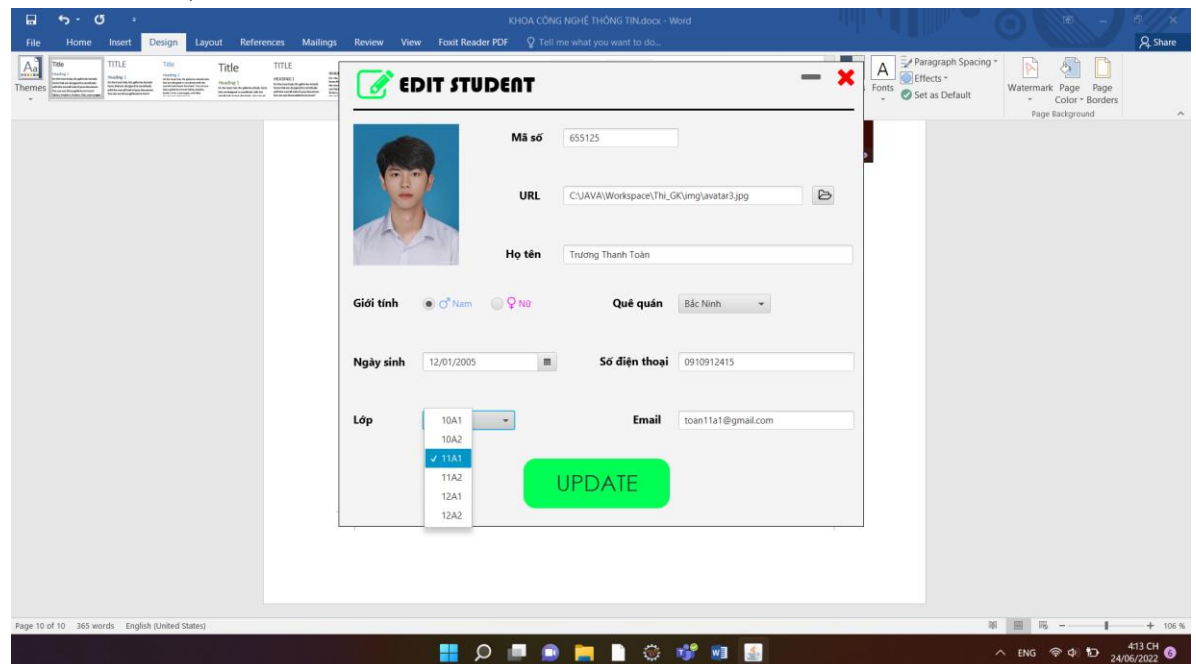 KHOA CÔNG NGHỆ THÔNG TIN.docx - Word
File Home Insert Design Layout References Mailings Review View Foxit Reader PDF Tell me what you want to do... Share
Themes
Title
TITLE
Title
Title
TITLE
Fonts
Paragraph Spacing
Effects
Set as Default
Watermark Page Color Page Borders
Page Background
EDIT STUDENT
Mã số 655125
URL C:\JAVA\Workspace\Thi_GK\img\avatar3.jpg
Họ tên Trương Thanh Toàn
Giới tính Nam Nữ Quê quán Bắc Ninh
Ngày sinh 12/01/2005 Số điện thoại 0910912415
Lớp Email toan11a1@gmail.com
10A1
10A2
11A1
11A2
12A1
12A2
UPDATE
Page 10 of 10 365 words English (United States) 106 %
ENG 4:13 CH
24/06/2022 6